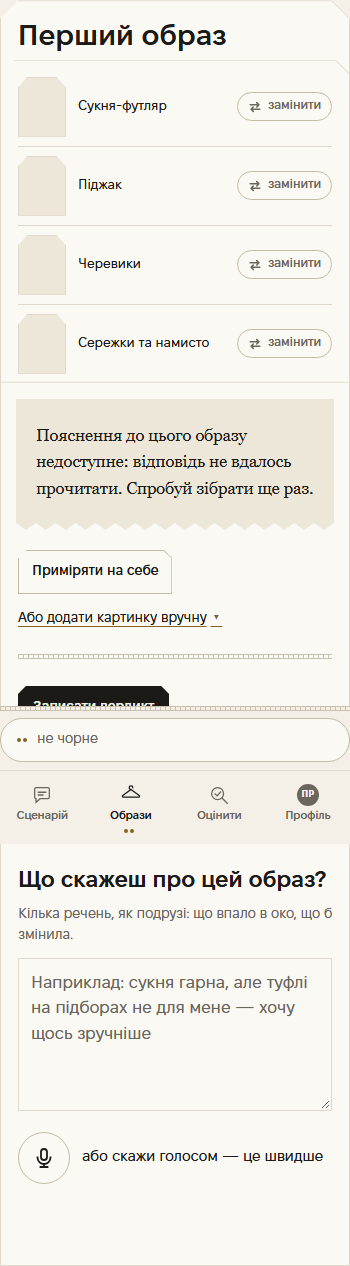 Перший образ
Сукня-футляр
замінити
Піджак
замінити
Черевики
замінити
Сережки та намисто
замінити
Пояснення до цього образу
недоступне: відповідь не вдалось
прочитати. Спробуй зібрати ще раз.
Приміряти на себе
Або додати картинку вручну
Записати вердикт
не чорне
Сценарій
Образи
Оцінити
ПР
Профіль
Що скажеш про цей образ?
Кілька речень, як подрузі: що впало в око, що б
змінила.
Наприклад: сукня гарна, але туфлі
на підборах не для мене — хочу
щось зручніше
або скажи голосом — це швидше